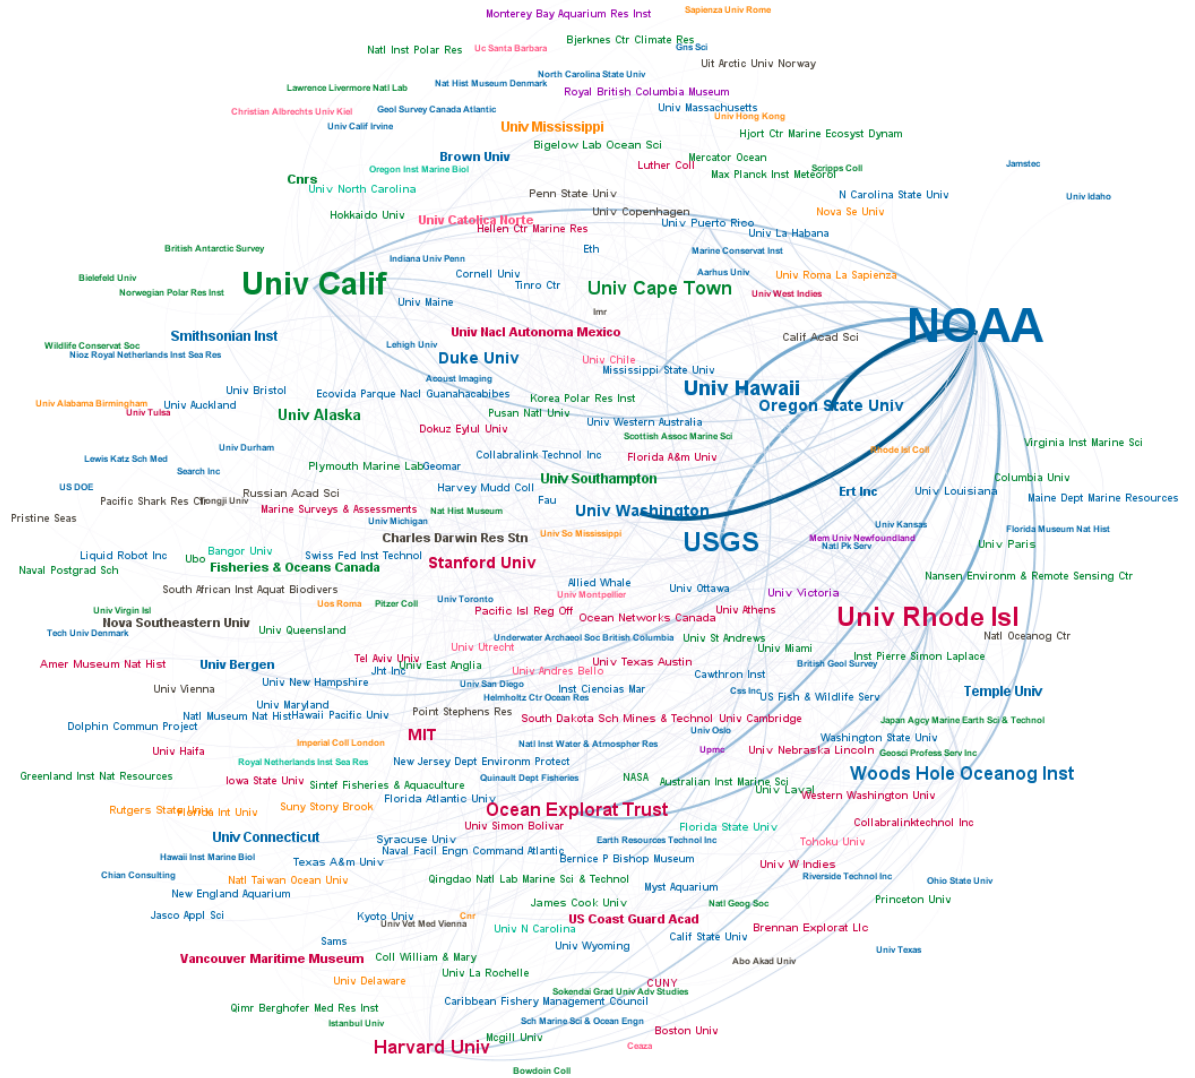 Sapienza Univ Rome
Monterey Bay Aquarium Res Inst
Bjerknes Ctr Climate Res
Gns Sci
Natl Inst Polar Res
Uc Santa Barbara
Uit Arctic Univ Norway
North Carolina State Univ
Nat Hist Museum Denmark
Lawrence Livermore Natl Lab
Royal British Columbia Museum
Christian Albrechts Univ Kiel
Geol Survey Canada Atlantic
Univ Massachusetts
Univ Hong Kong
Univ Calif Irvine
Univ Mississippi
Hjort Ctr Marine Ecosyst Dynam
Bigelow Lab Ocean Sci
Brown Univ
Mercator Ocean
Luther Coll
Scripps Coll
Jamstec
Oregon Inst Marine Biol
Max Planck Inst Meteorol
Cnrs
Univ North Carolina
Penn State Univ
N Carolina State Univ
Univ Idaho
Hokkaido Univ
Univ Copenhagen
Nova Se Univ
Univ Catolica Norte
Univ Puerto Rico
Hellen Ctr Marine Res
Univ La Habana
British Antarctic Survey
Eth
Marine Conservat Inst
Indiana Univ Penn
Bielefeld Univ
Cornell Univ
Aarhus Univ
Univ Roma La Sapienza
Univ Calif
Tinro Ctr
Univ Cape Town
Norwegian Polar Res Inst
Univ West Indies
Univ Maine
Imr
NOAA
Smithsonian Inst
Univ Nacl Autonoma Mexico
Calif Acad Sci
Wildlife Conservat Soc
Lehigh Univ
Nioz Royal Netherlands Inst Sea Res
Duke Univ
Univ Chile
Mississippi State Univ
Acoust Imaging
Univ Hawaii
Univ Bristol
Ecovida Parque Nacl Guanahacabibes
Korea Polar Res Inst
Univ Alabama Birmingham
Univ Auckland
Oregon State Univ
Univ Tulsa
Univ Alaska
Pusan Natl Univ
Univ Western Australia
Dokuz Eylul Univ
Scottish Assoc Marine Sci
Virginia Inst Marine Sci
Univ Durham
Rhode Isl Coll
Collabralink Technol Inc
Florida A&m Univ
Lewis Katz Sch Med
Plymouth Marine Lab
Geomar
Search Inc
Univ Southampton
Columbia Univ
US DOE
Harvey Mudd Coll
Ert Inc
Univ Louisiana
Russian Acad Sci
Pacific Shark Res Ctr
Tongji Univ
Fau
Maine Dept Marine Resources
Marine Surveys & Assessments
Nat Hist Museum
Univ Washington
Pristine Seas
Univ Michigan
Univ Kansas
Florida Museum Nat Hist
Charles Darwin Res Stn
Univ So Mississippi
USGS
Mem Univ Newfoundland
Natl Pk Serv
Univ Paris
Liquid Robot Inc
Ubo
Bangor Univ
Swiss Fed Inst Technol
Stanford Univ
Naval Postgrad Sch
Fisheries & Oceans Canada
Nansen Environm & Remote Sensing Ctr
Allied Whale
South African Inst Aquat Biodivers
Univ Ottawa
Univ Montpellier
Univ Victoria
Uos Roma
Pitzer Coll
Univ Toronto
Univ Virgin Isl
Pacific Isl Reg Off
Univ Athens
Ocean Networks Canada
Univ Rhode Isl
Nova Southeastern Univ
Tech Univ Denmark
Univ Queensland
Underwater Archaeol Soc British Columbia
Univ St Andrews
Natl Oceanog Ctr
Univ Utrecht
Univ Miami
Amer Museum Nat Hist
Univ Bergen
Tel Aviv Univ
Univ East Anglia
Univ Texas Austin
British Geol Survey
Inst Pierre Simon Laplace
Jht Inc
Univ Andres Bello
Cawthron Inst
Univ New Hampshire
Univ San Diego
Univ Vienna
Inst Ciencias Mar
Css Inc
US Fish & Wildlife Serv
Temple Univ
Helmholtz Ctr Ocean Res
Univ Maryland
Natl Museum Nat Hist
Hawaii Pacific Univ
Point Stephens Res
South Dakota Sch Mines & Technol
Univ Cambridge
Japan Agcy Marine Earth Sci & Technol
Dolphin Commun Project
Univ Oslo
MIT
Washington State Univ
Imperial Coll London
Natl Inst Water & Atmospher Res
Univ Haifa
Upmc
Univ Nebraska Lincoln
Geosci Profess Serv Inc
Royal Netherlands Inst Sea Res
New Jersey Dept Environm Protect
Woods Hole Oceanog Inst
Greenland Inst Nat Resources
Iowa State Univ
Quinault Dept Fisheries
NASA
Sintef Fisheries & Aquaculture
Australian Inst Marine Sci
Univ Laval
Western Washington Univ
Florida Atlantic Univ
Rutgers State Univ
Florida Int Univ
Suny Stony Brook
Ocean Explorat Trust
Collabralinktechnol Inc
Univ Simon Bolivar
Florida State Univ
Univ Connecticut
Syracuse Univ
Earth Resources Technol Inc
Tohoku Univ
Naval Facil Engn Command Atlantic
Hawaii Inst Marine Biol
Texas A&m Univ
Bernice P Bishop Museum
Univ W Indies
Chian Consulting
Riverside Technol Inc
Natl Taiwan Ocean Univ
Qingdao Natl Lab Marine Sci & Technol
Ohio State Univ
Myst Aquarium
New England Aquarium
Princeton Univ
James Cook Univ
Natl Geog Soc
Jasco Appl Sci
Kyoto Univ
Cnr
US Coast Guard Acad
Univ Vet Med Vienna
Univ N Carolina
Brennan Explorat Llc
Sams
Univ Wyoming
Calif State Univ
Univ Texas
Vancouver Maritime Museum
Coll William & Mary
Abo Akad Univ
Univ La Rochelle
Univ Delaware
CUNY
Sokendai Grad Univ Adv Studies
Caribbean Fishery Management Council
Qimr Berghofer Med Res Inst
Istanbul Univ
Sch Marine Sci & Ocean Engn
Boston Univ
Mcgill Univ
Harvard Univ
Ceaza
Bowdoin Coll